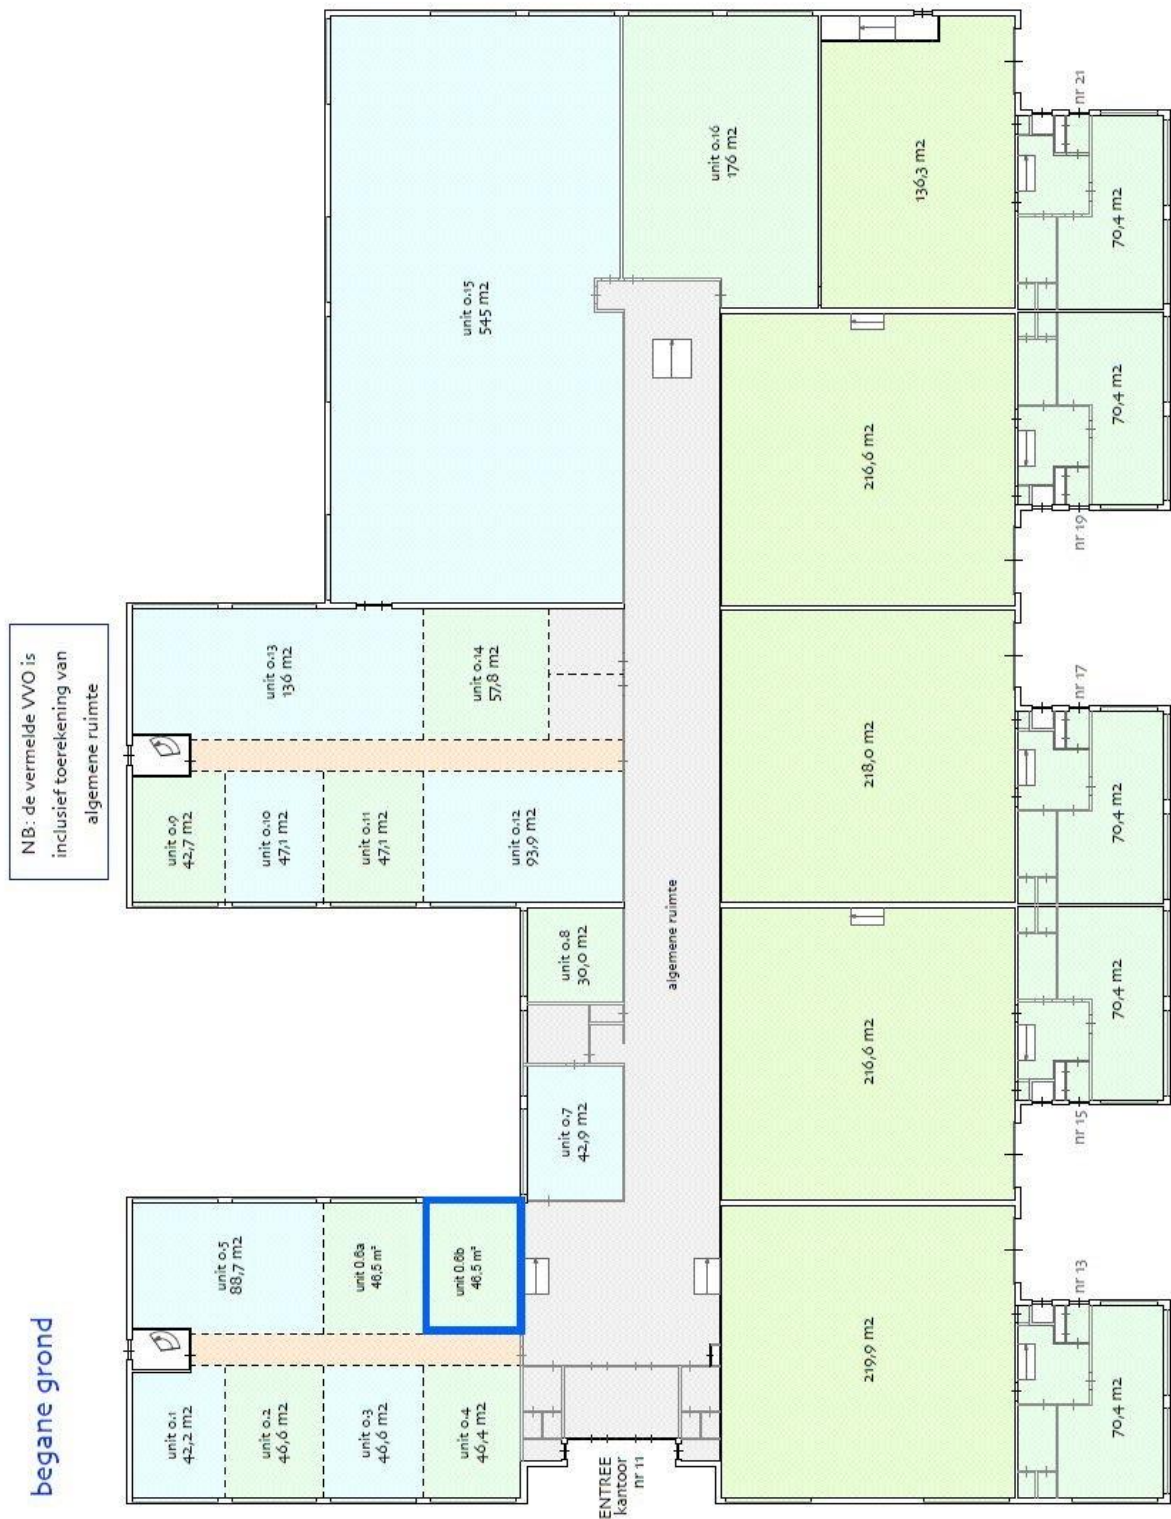 begane grond
NB: de vermelde VVO is
inclusief toerekening van
algemene ruimte
unit 0.1
42,2 m2
unit 0.2
46,6 m2
unit 0.3
46,6 m2
unit 0.4
46,4 m2
unit 0.5
88,7 m2
unit 0.6a
46,5 m²
unit 0.6b
46,5 m²
unit 0.7
42,9 m2
unit 0.8
30,0 m2
unit 0.9
42,7 m2
unit 0.10
47,1 m2
unit 0.11
47,1 m2
unit 0.12
93,9 m2
unit 0.13
136 m2
unit 0.14
57,8 m2
unit 0.15
545 m2
unit 0.16
176 m2
ENTREE
kantoor
nr 11
algemene ruimte
219,9 m2
216,6 m2
218,0 m2
216,6 m2
136,3 m2
nr 13
nr 15
nr 17
nr 19
nr 21
70,4 m2
70,4 m2
70,4 m2
70,4 m2
70,4 m2